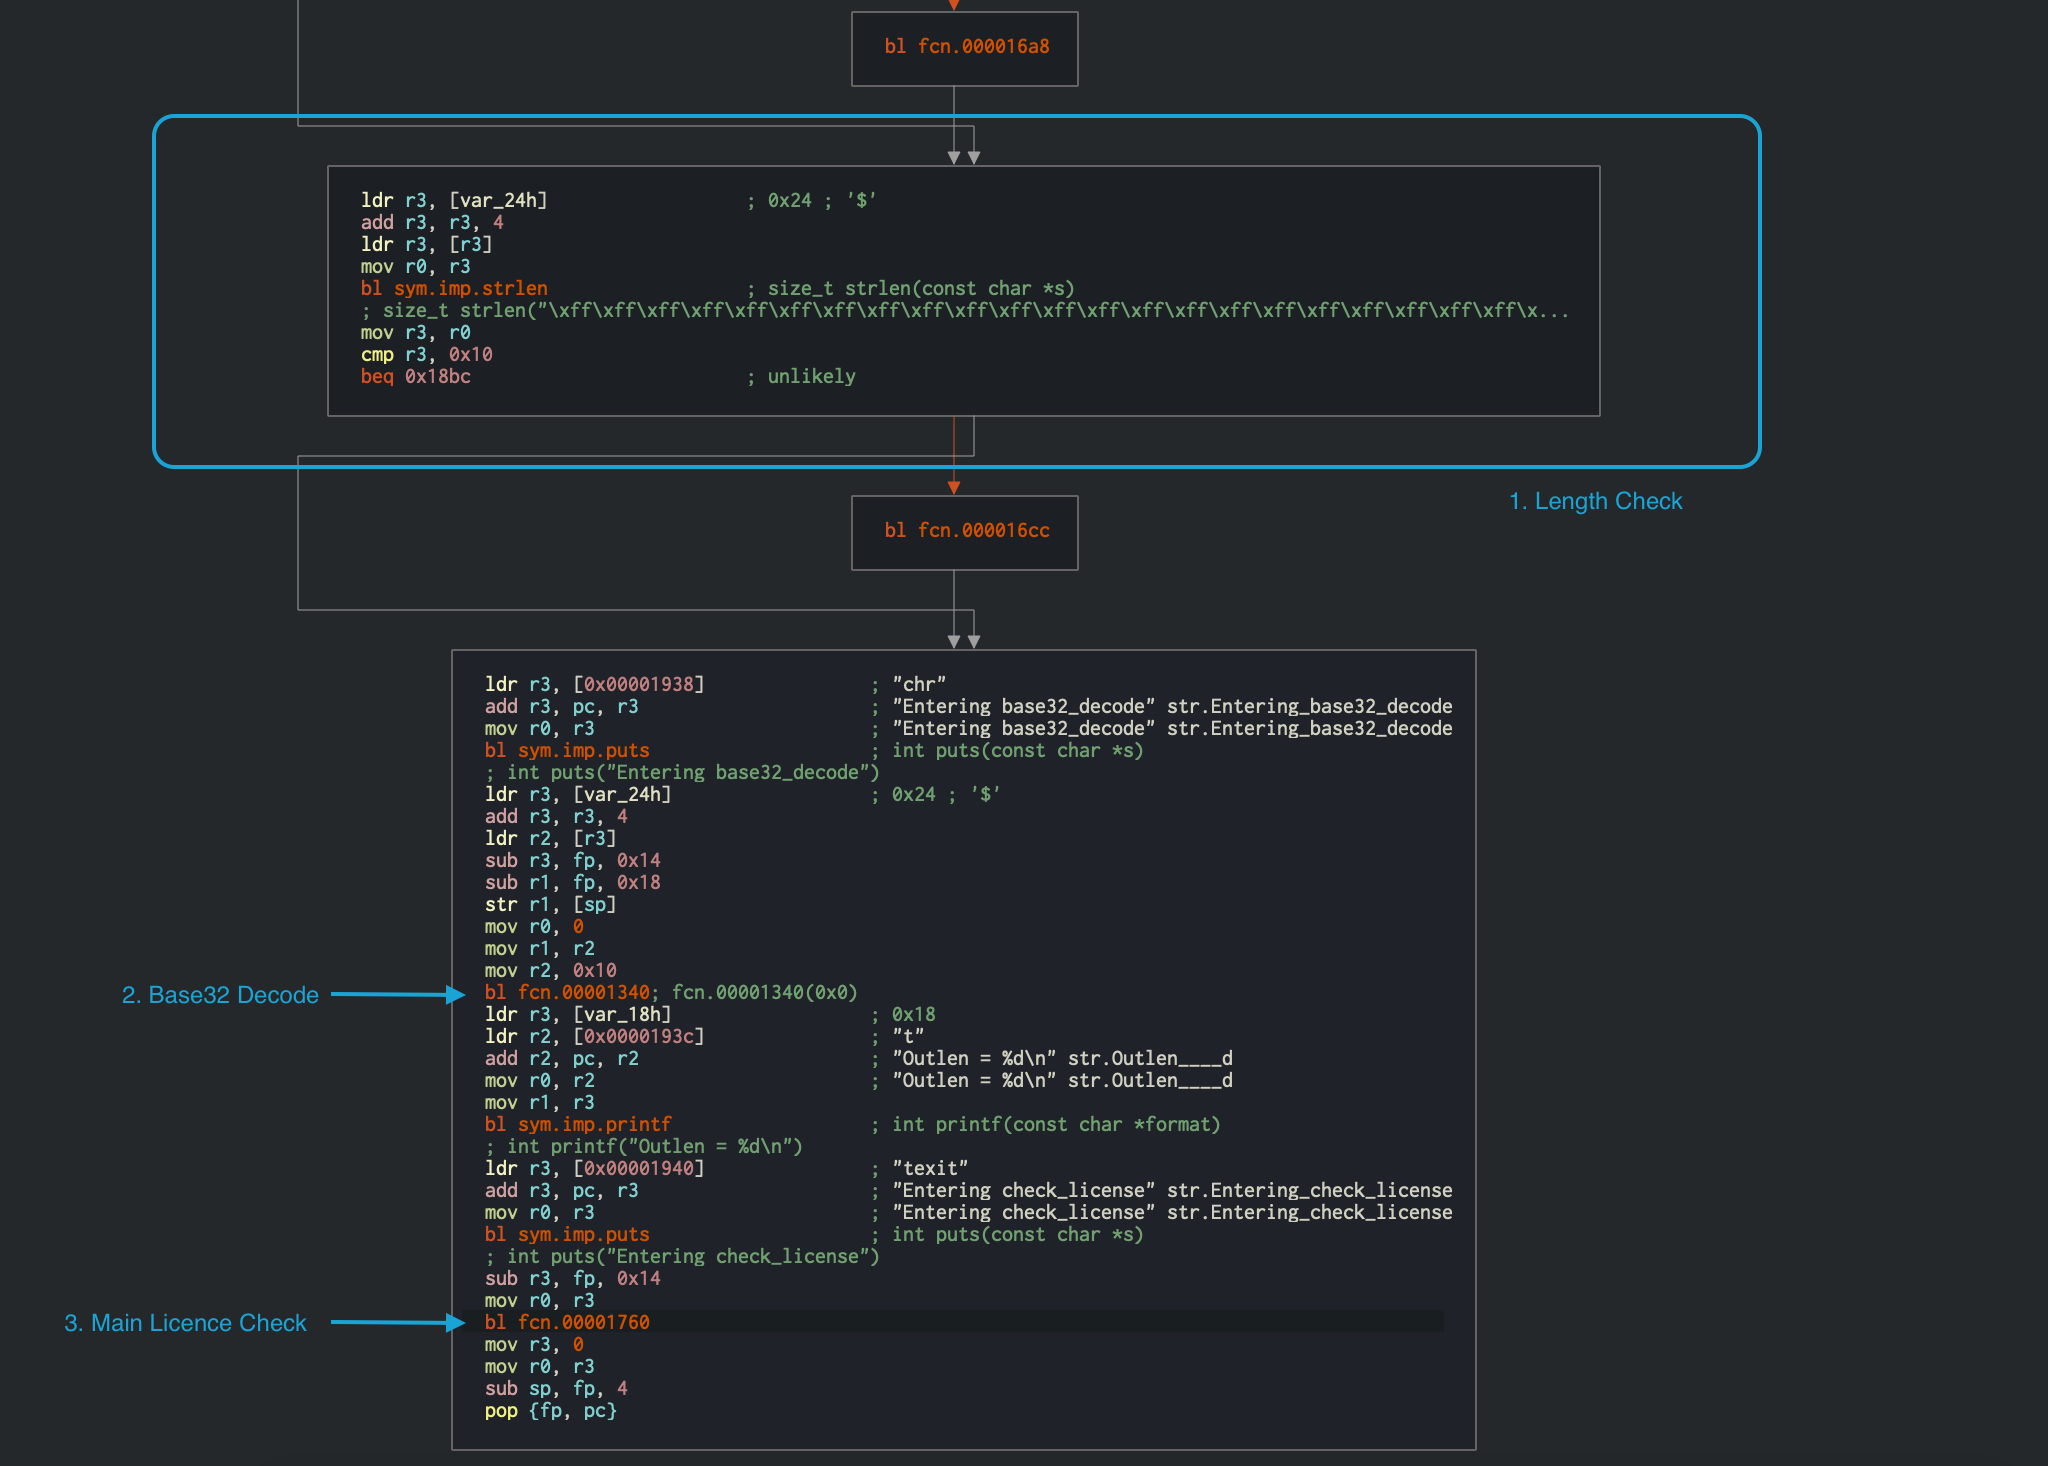 bl fcn.000016a8
ldr r3, [var_24h] ; 0x24 ; '$'
add r3, r3, 4
ldr r3, [r3]
mov r0, r3
bl sym.imp.strlen ; size_t strlen(const char *s)
; size_t strlen("\xff\xff\xff\xff\xff\xff\xff\xff\xff\xff\xff\xff\xff\xff\xff\xff\xff\xff\xff\xff\xff\xff\x...
mov r3, r0
cmp r3, 0x10
beq 0x18bc ; unlikely
1. Length Check
bl fcn.000016cc
ldr r3, [0x00001938] ; "chr"
add r3, pc, r3 ; "Entering base32_decode" str.Entering_base32_decode
mov r0, r3 ; "Entering base32_decode" str.Entering_base32_decode
bl sym.imp.puts ; int puts(const char *s)
; int puts("Entering base32_decode")
ldr r3, [var_24h] ; 0x24 ; '$'
add r3, r3, 4
ldr r2, [r3]
sub r3, fp, 0x14
sub r1, fp, 0x18
str r1, [sp]
mov r0, 0
mov r1, r2
mov r2, 0x10
2. Base32 Decode bl fcn.00001340; fcn.00001340(0x0)
ldr r3, [var_18h] ; 0x18
ldr r2, [0x0000193c] ; "t"
add r2, pc, r2 ; "Outlen = %d\n" str.Outlen____d
mov r0, r2 ; "Outlen = %d\n" str.Outlen____d
mov r1, r3
bl sym.imp.printf ; int printf(const char *format)
; int printf("Outlen = %d\n")
ldr r3, [0x00001940] ; "texit"
add r3, pc, r3 ; "Entering check_license" str.Entering_check_license
mov r0, r3 ; "Entering check_license" str.Entering_check_license
bl sym.imp.puts ; int puts(const char *s)
; int puts("Entering check_license")
sub r3, fp, 0x14
mov r0, r3
3. Main Licence Check bl fcn.00001760
mov r3, 0
mov r0, r3
sub sp, fp, 4
pop {fp, pc}